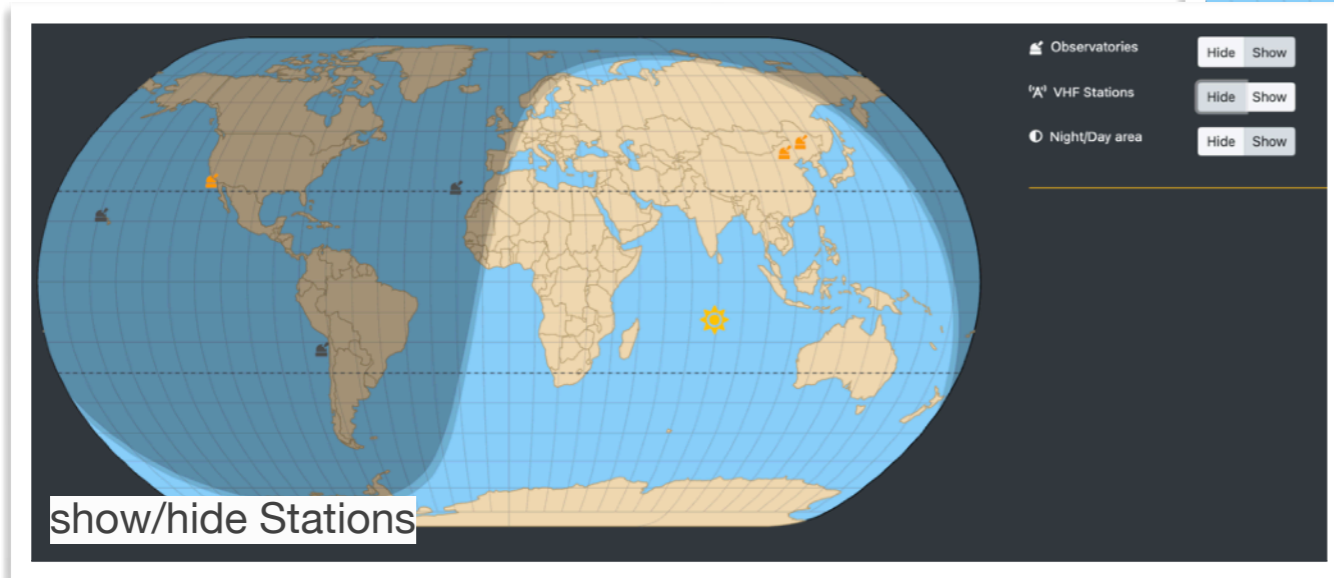 Observatories
Hide Show
VHF Stations
Hide Show
Night/Day area
Hide Show
show/hide Stations